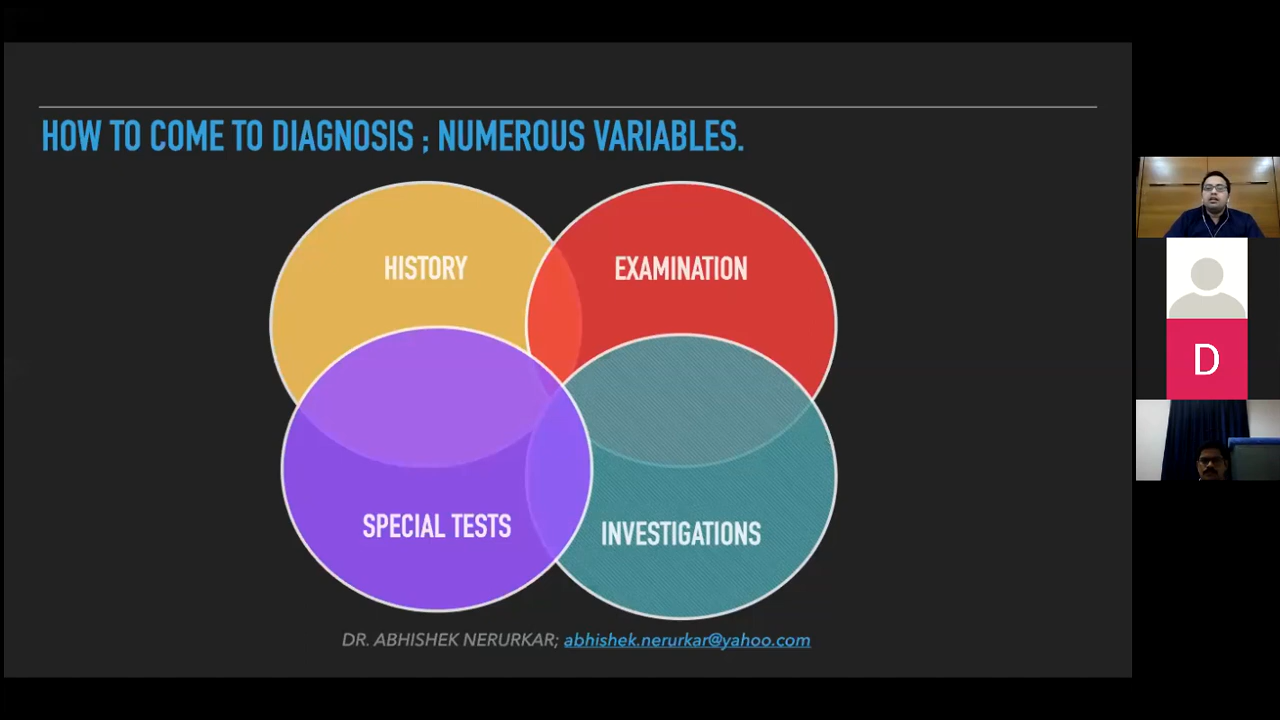 HOW TO COME TO DIAGNOSIS ; NUMEROUS VARIABLES.
HISTORY
EXAMINATION
SPECIAL TESTS
INVESTIGATIONS
DR. ABHISHEK NERURKAR; abhishek.nerurkar@yahoo.com
D